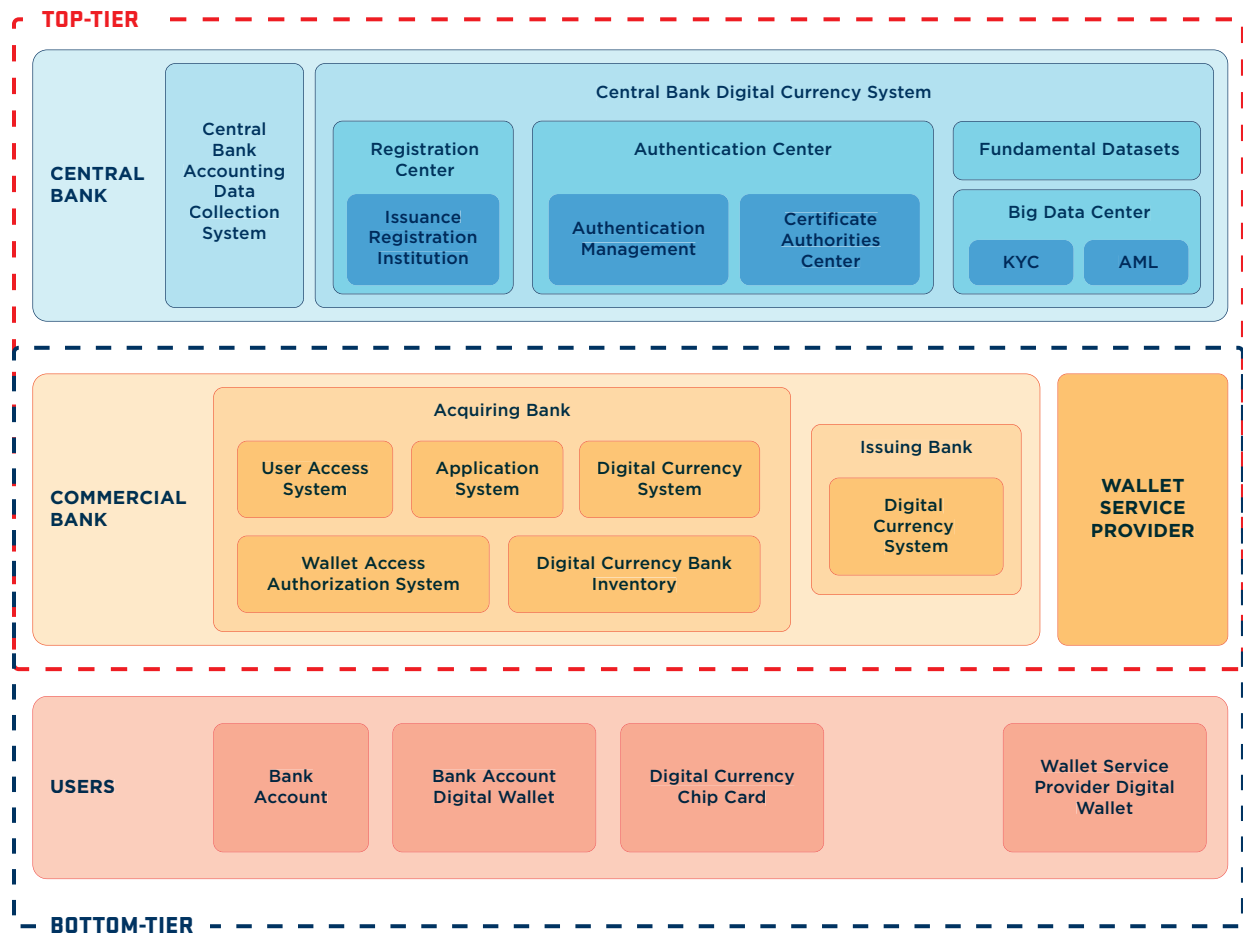 TOP-TIER
CENTRAL
BANK
Central
Bank
Accounting
Data
Collection
System
Central Bank Digital Currency System
Registration
Center
Issuance
Registration
Institution
Authentication Center
Authentication
Management
Certificate
Authorities
Center
Fundamental Datasets
Big Data Center
KYC
AML
COMMERCIAL
BANK
Acquiring Bank
User Access
System
Application
System
Digital Currency
System
Wallet Access
Authorization System
Digital Currency Bank
Inventory
Issuing Bank
Digital
Currency
System
WALLET
SERVICE
PROVIDER
USERS
Bank
Account
Bank Account
Digital Wallet
Digital Currency
Chip Card
Wallet Service
Provider Digital
Wallet
BOTTOM-TIER